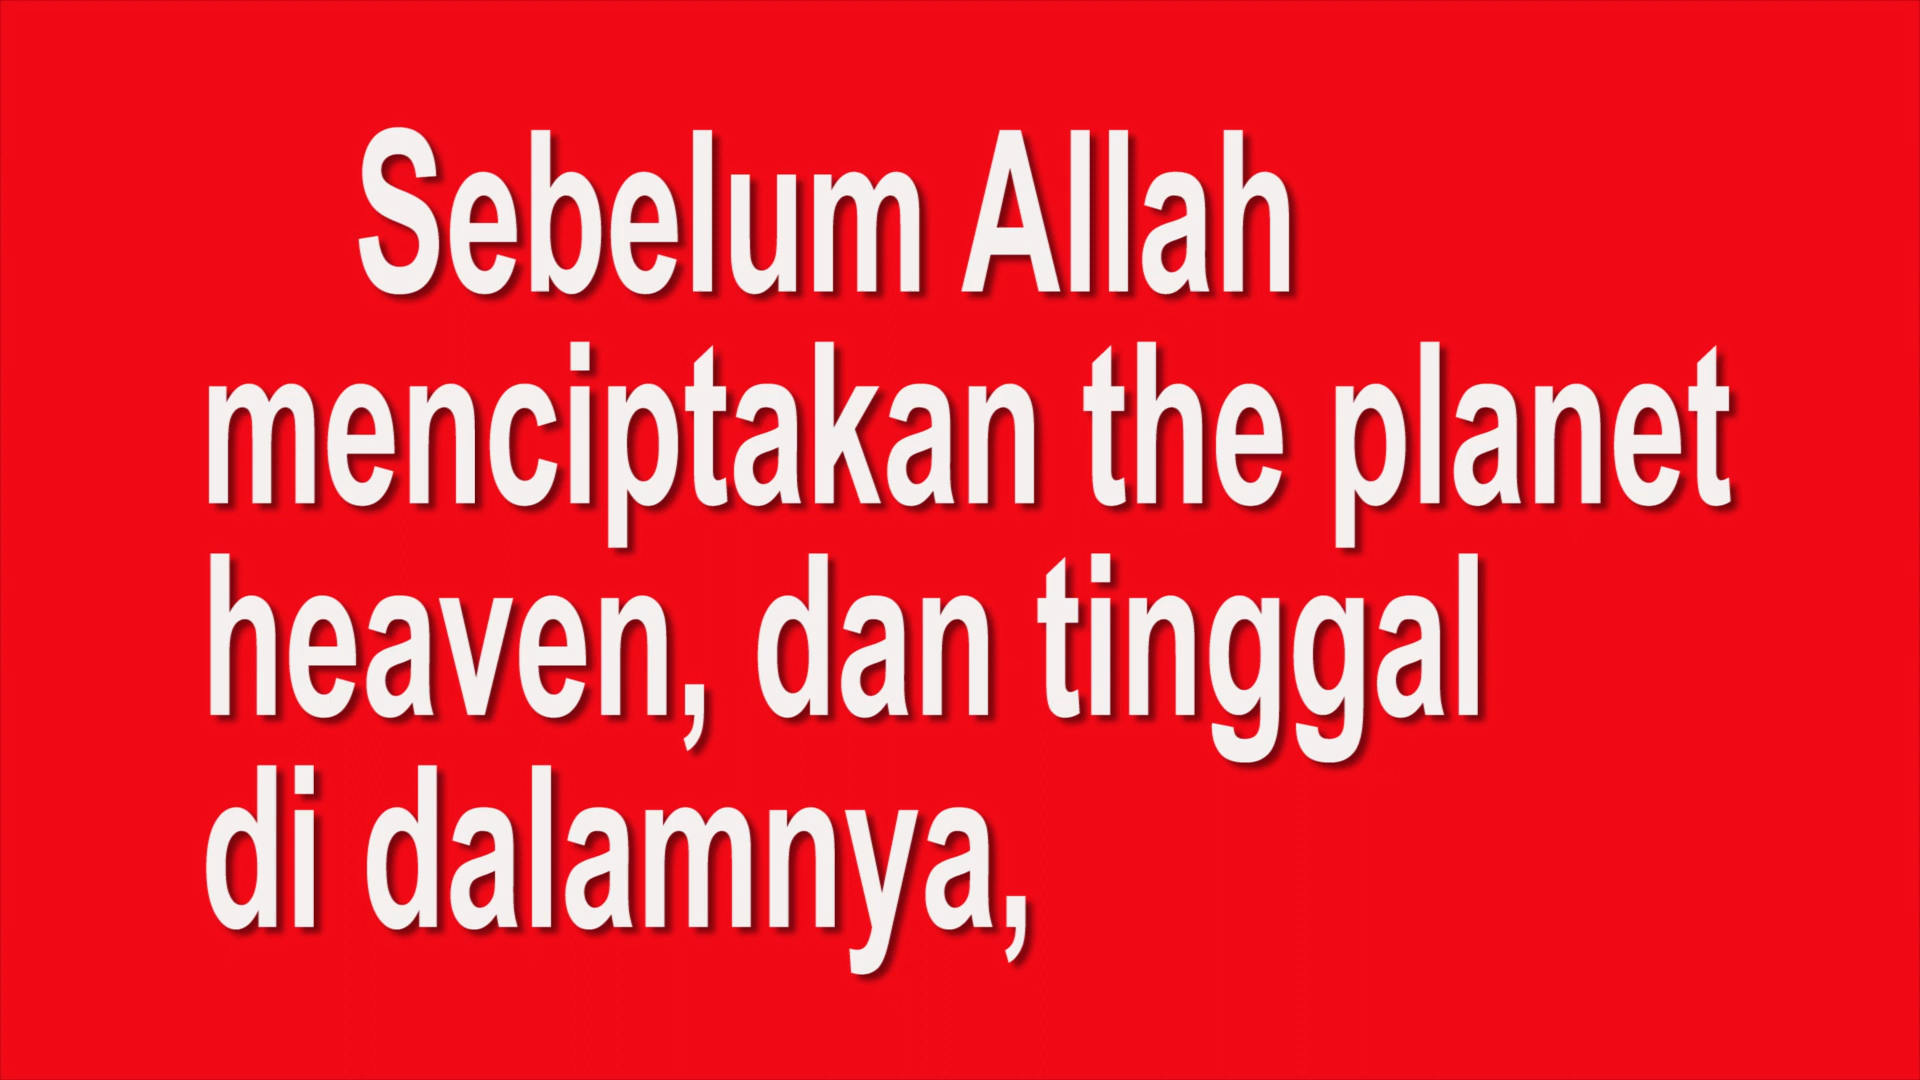 Sebelum Allah
menciptakan the planet
heaven, dan tinggal
di dalamnya,